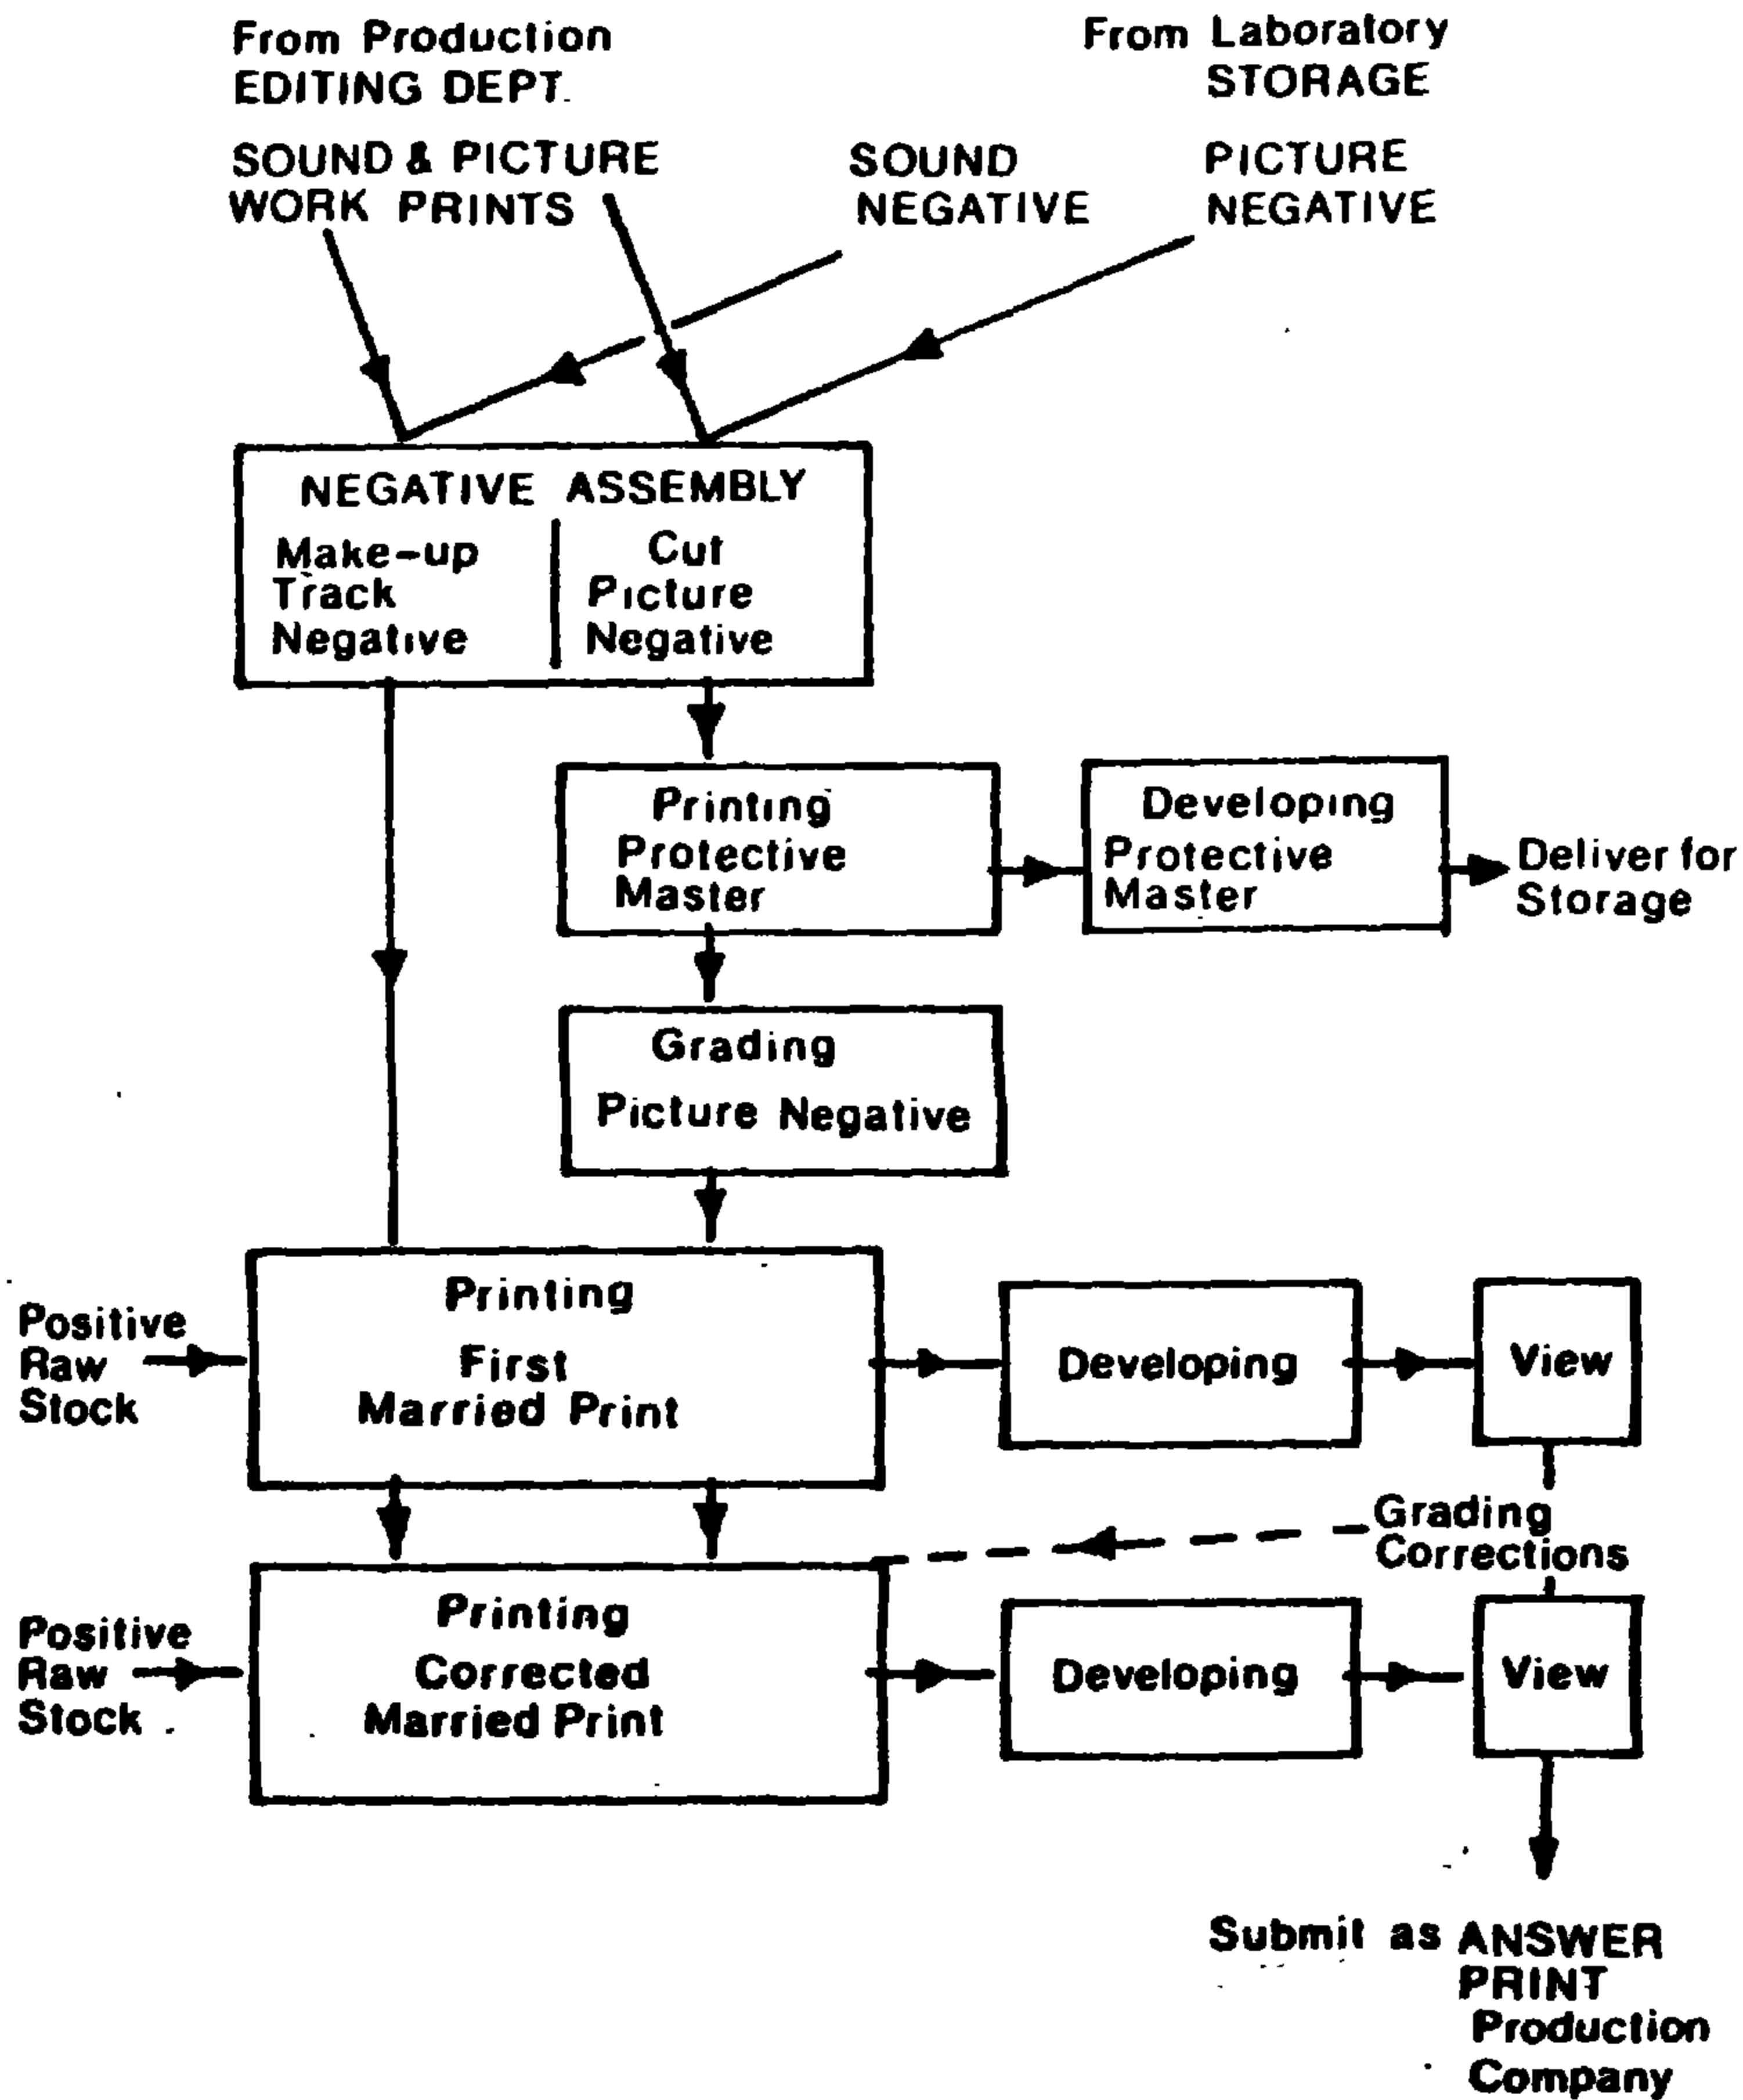 From Production
EDITING DEPT.
From Laboratory
STORAGE
SOUND & PICTURE
WORK PRINTS
SOUND
NEGATIVE
PICTURE
NEGATIVE
NEGATIVE ASSEMBLY
Make-up
Track
Negative
Cut
Picture
Negative
Printing
Protective
Master
Developing
Protective
Master
Deliver for
Storage
Grading
Picture Negative
Positive
Raw
Stock
Printing
First
Married Print
Developing
View
Grading
Corrections
Positive
Raw
Stock
Printing
Corrected
Married Print
Developing
View
Submit as ANSWER
PRINT
Production
Company